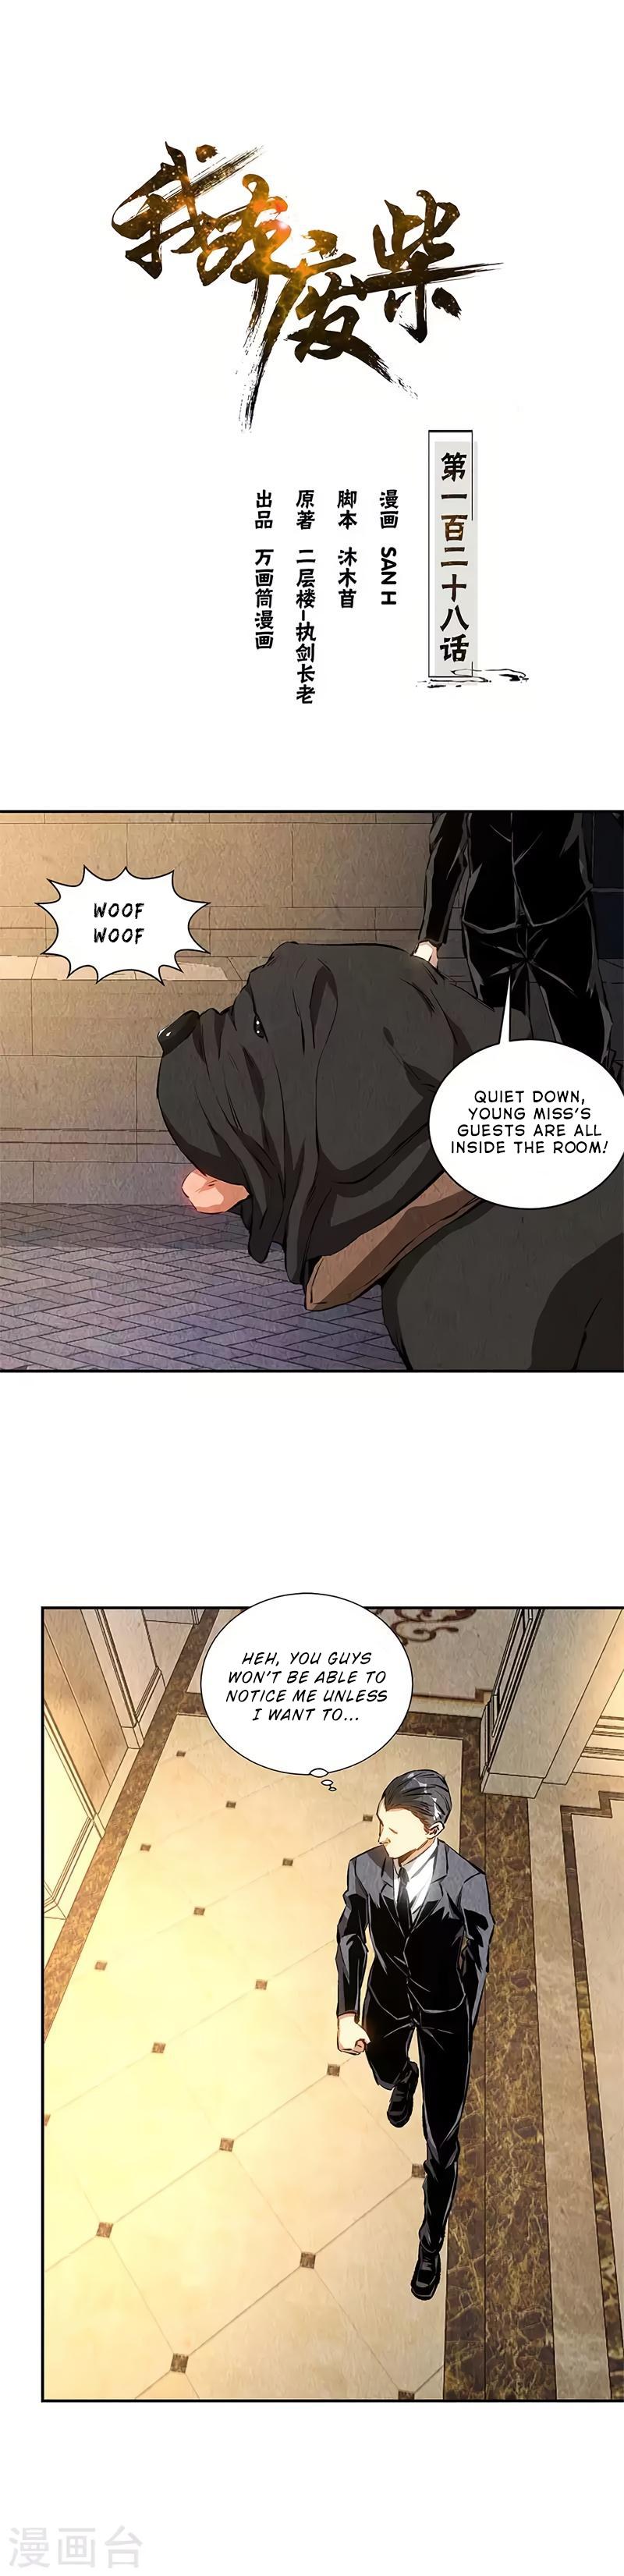 我才废柴
第一百二十八话
漫画 SAN H
脚本 沐木苜
原著 二层楼-执剑长老
出品 万画筒漫画
WOOF
WOOF
QUIET DOWN,
YOUNG MISS'S
GUESTS ARE ALL
INSIDE THE ROOM!
HEH, YOU GUYS
WON'T BE ABLE TO
NOTICE ME UNLESS
I WANT TO...
漫画台